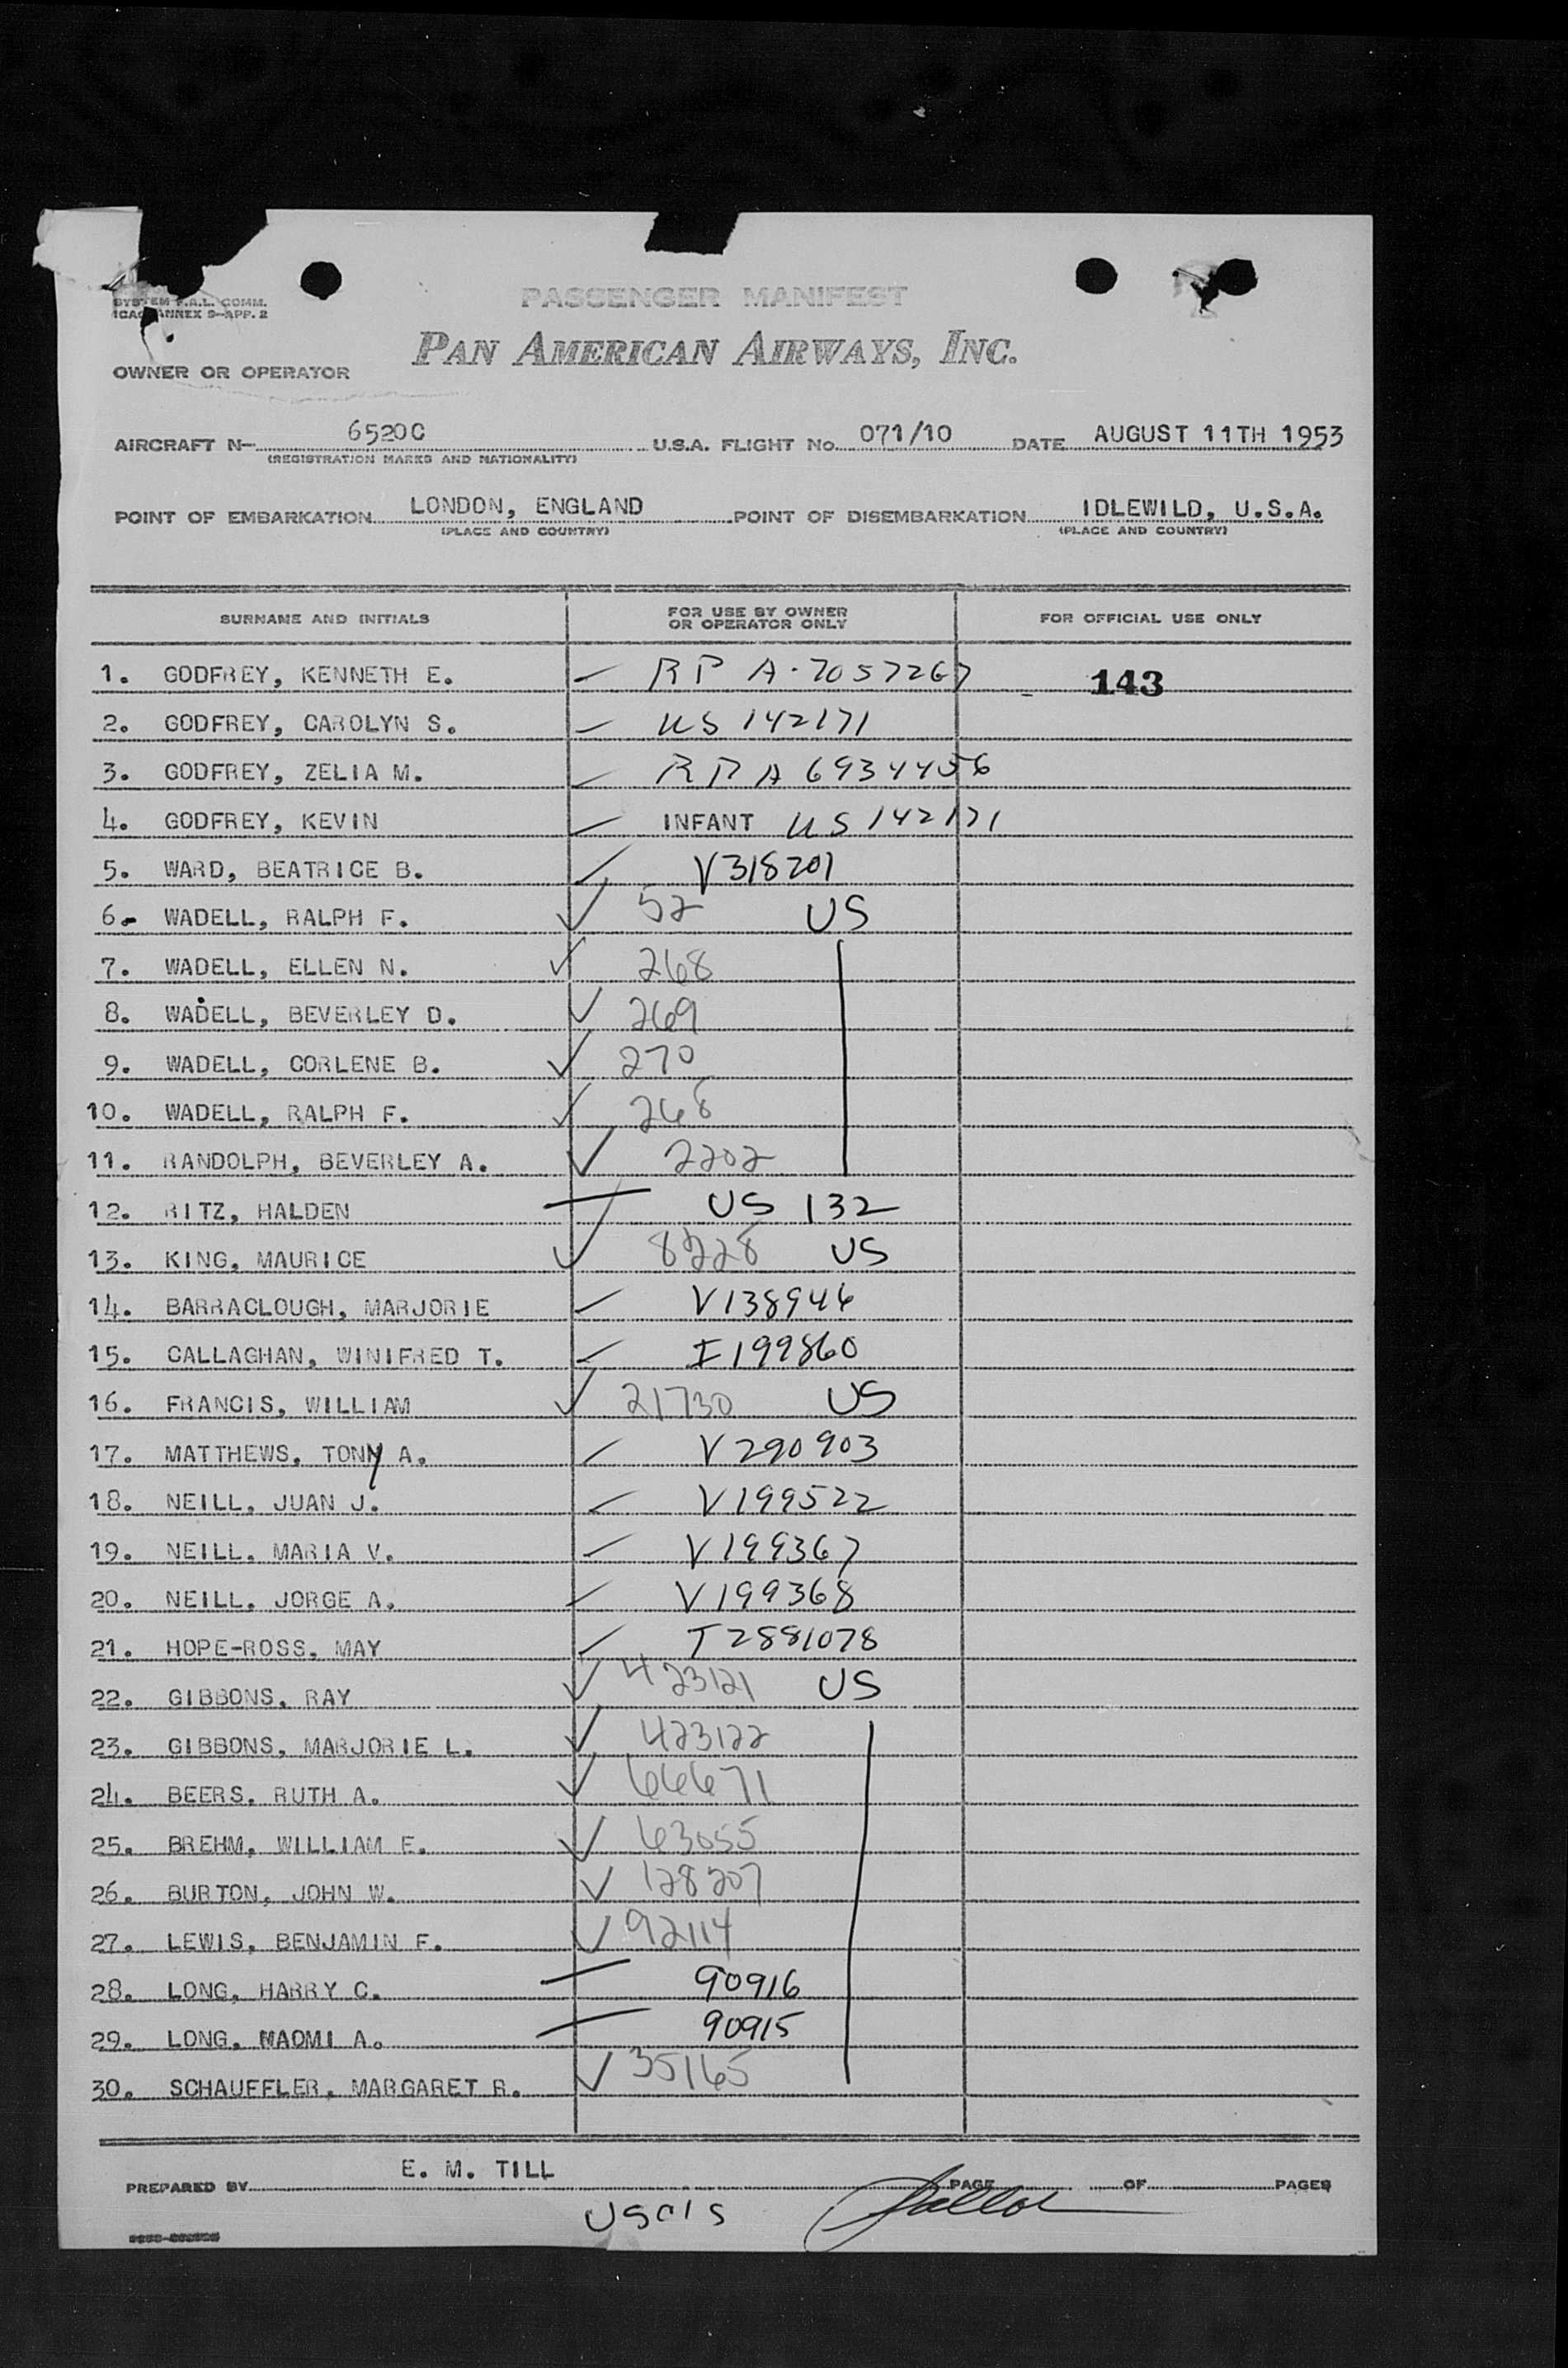 SYSTEM F.A.L. COMM.
ICAO ANNEX 9-APP. 2
PASSENGER MANIFEST
PAN AMERICAN AIRWAYS, INC.
OWNER OR OPERATOR
AIRCRAFT N- 6520C U.S.A. FLIGHT No. 071/10 DATE AUGUST 11TH 1953
(REGISTRATION MARKS AND NATIONALITY)
POINT OF EMBARKATION LONDON, ENGLAND POINT OF DISEMBARKATION IDLEWILD, U.S.A.
(PLACE AND COUNTRY) (PLACE AND COUNTRY)
SURNAME AND INITIALS FOR USE BY OWNER OR OPERATOR ONLY FOR OFFICIAL USE ONLY
1. GODFREY, KENNETH E. RP A-7057267 143
2. GODFREY, CAROLYN S. US 142171
3. GODFREY, ZELIA M. RP A 6934456
4. GODFREY, KEVIN INFANT US 142171
5. WARD, BEATRICE B. V318201
6. WADELL, RALPH F. 52 US
7. WADELL, ELLEN N. 268
8. WADELL, BEVERLEY D. 269
9. WADELL, CORLENE B. 270
10. WADELL, RALPH F. 268
11. RANDOLPH, BEVERLEY A. 2202
12. RITZ, HALDEN US 132
13. KING, MAURICE 8228 US
14. BARRACLOUGH, MARJORIE V138946
15. CALLAGHAN, WINIFRED T. I199860
16. FRANCIS, WILLIAM 21730 US
17. MATTHEWS, TONY A. V290903
18. NEILL, JUAN J. V199522
19. NEILL, MARIA V. V199367
20. NEILL, JORGE A. V199368
21. HOPE-ROSS, MAY T2881078
22. GIBBONS, RAY 423121 US
23. GIBBONS, MARJORIE L. 423122
24. BEERS, RUTH A. 66671
25. BREHM, WILLIAM E. 63055
26. BURTON, JOHN W. 128207
27. LEWIS, BENJAMIN F. 92114
28. LONG, HARRY C. 90916
29. LONG, NAOMI A. 90915
30. SCHAUFFLER, MARGARET R. 35165
PREPARED BY E. M. TILL PAGE OF PAGES